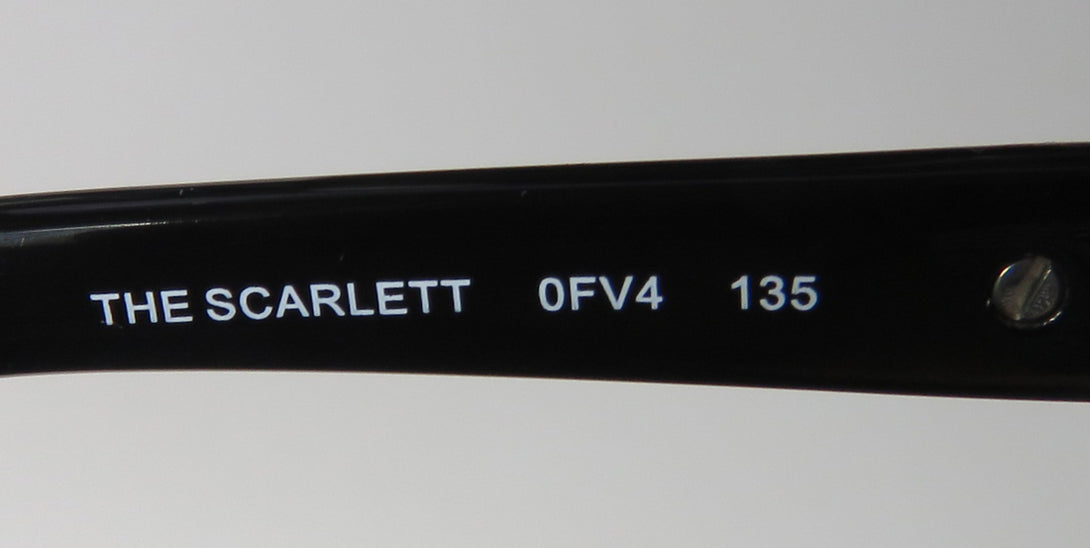 THE SCARLETT 0FV4 135